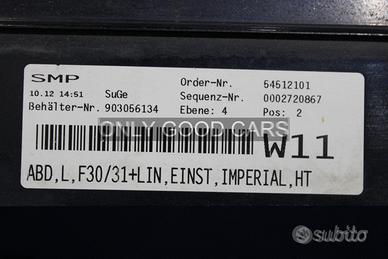 SMP
Order-Nr. 54512101
10.12 14:51 SuGe Sequenz-Nr. 0002720867
Behälter-Nr. 903056134 Ebene: 4 Pos: 2
ONLY GOOD CARS
W11
ABD,L,F30/31+LIN,EINST,IMPERIAL,HT
subito